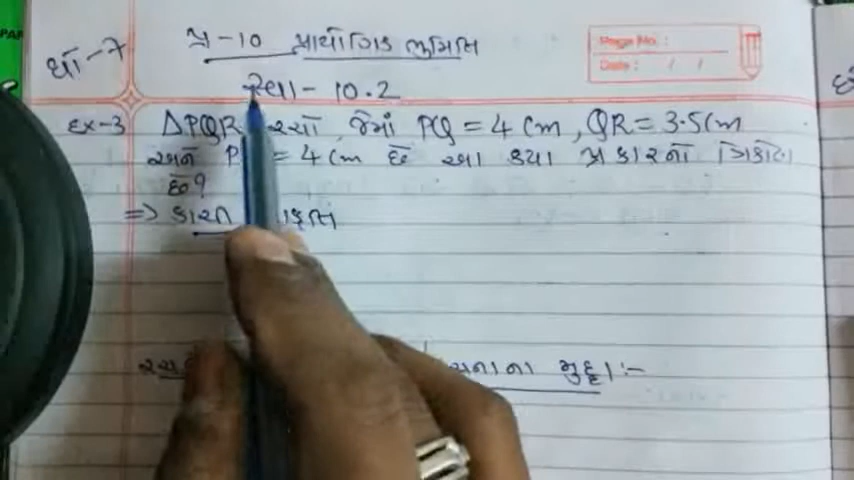 ધો-7
પ્ર-10 પ્રાયોગિક ભૂમિતિ
Page No :
Date : / /
સ્વા - 10.2
Ex-3 ΔPQR રચો, જેમાં PQ = 4 cm, QR = 3.5 cm
અને P = 4 cm છે આ કયા પ્રકારનો ત્રિકોણ
છે?
=> કાચી
મુદ્દા :-